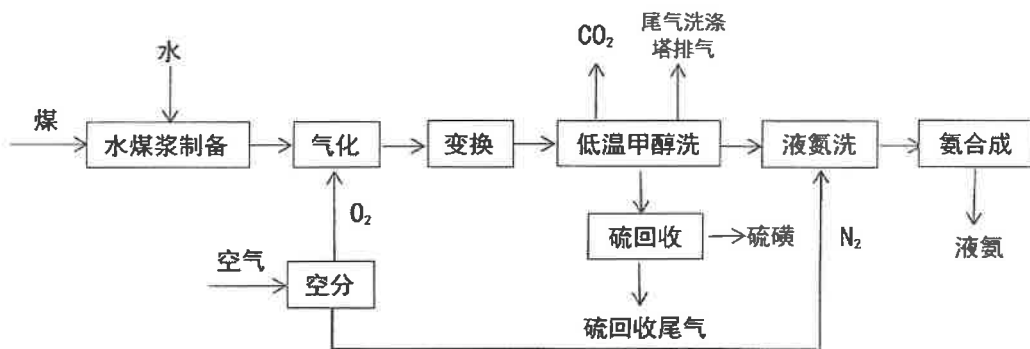 CO₂
尾气洗涤
塔排气
水
煤
水煤浆制备
气化
变换
低温甲醇洗
液氮洗
氨合成
O₂
硫回收
硫磺
N₂
液氨
空气
空分
硫回收尾气